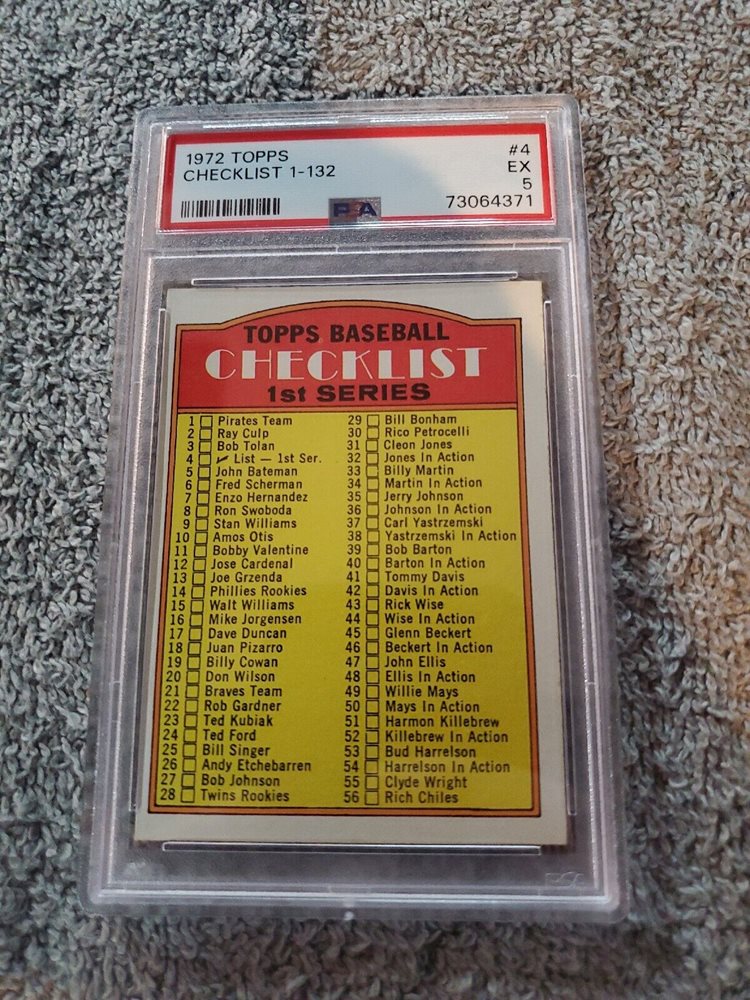 1972 TOPPS #4
CHECKLIST 1-132 EX
5
PSA 73064371
TOPPS BASEBALL
CHECKLIST
1st SERIES
1 Pirates Team
2 Ray Culp
3 Bob Tolan
4 List — 1st Ser.
5 John Bateman
6 Fred Scherman
7 Enzo Hernandez
8 Ron Swoboda
9 Stan Williams
10 Amos Otis
11 Bobby Valentine
12 Jose Cardenal
13 Joe Grzenda
14 Phillies Rookies
15 Walt Williams
16 Mike Jorgensen
17 Dave Duncan
18 Juan Pizarro
19 Billy Cowan
20 Don Wilson
21 Braves Team
22 Rob Gardner
23 Ted Kubiak
24 Ted Ford
25 Bill Singer
26 Andy Etchebarren
27 Bob Johnson
28 Twins Rookies
29 Bill Bonham
30 Rico Petrocelli
31 Cleon Jones
32 Jones In Action
33 Billy Martin
34 Martin In Action
35 Jerry Johnson
36 Johnson In Action
37 Carl Yastrzemski
38 Yastrzemski In Action
39 Bob Barton
40 Barton In Action
41 Tommy Davis
42 Davis In Action
43 Rick Wise
44 Wise In Action
45 Glenn Beckert
46 Beckert In Action
47 John Ellis
48 Ellis In Action
49 Willie Mays
50 Mays In Action
51 Harmon Killebrew
52 Killebrew In Action
53 Bud Harrelson
54 Harrelson In Action
55 Clyde Wright
56 Rich Chiles